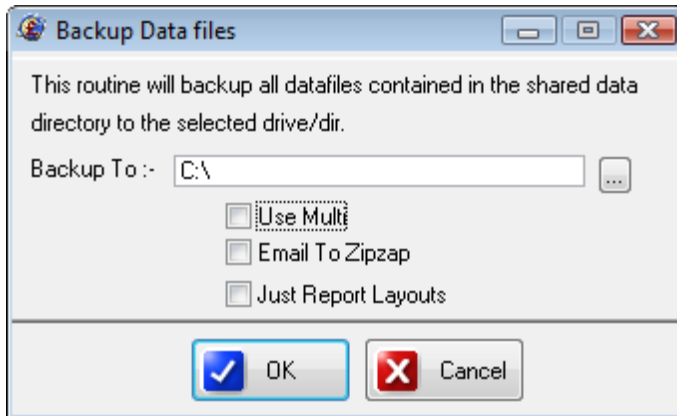 Backup Data files
This routine will backup all datafiles contained in the shared data
directory to the selected drive/dir.
Backup To :- C:\ ...
Use Multi
Email To Zipzap
Just Report Layouts
OK Cancel